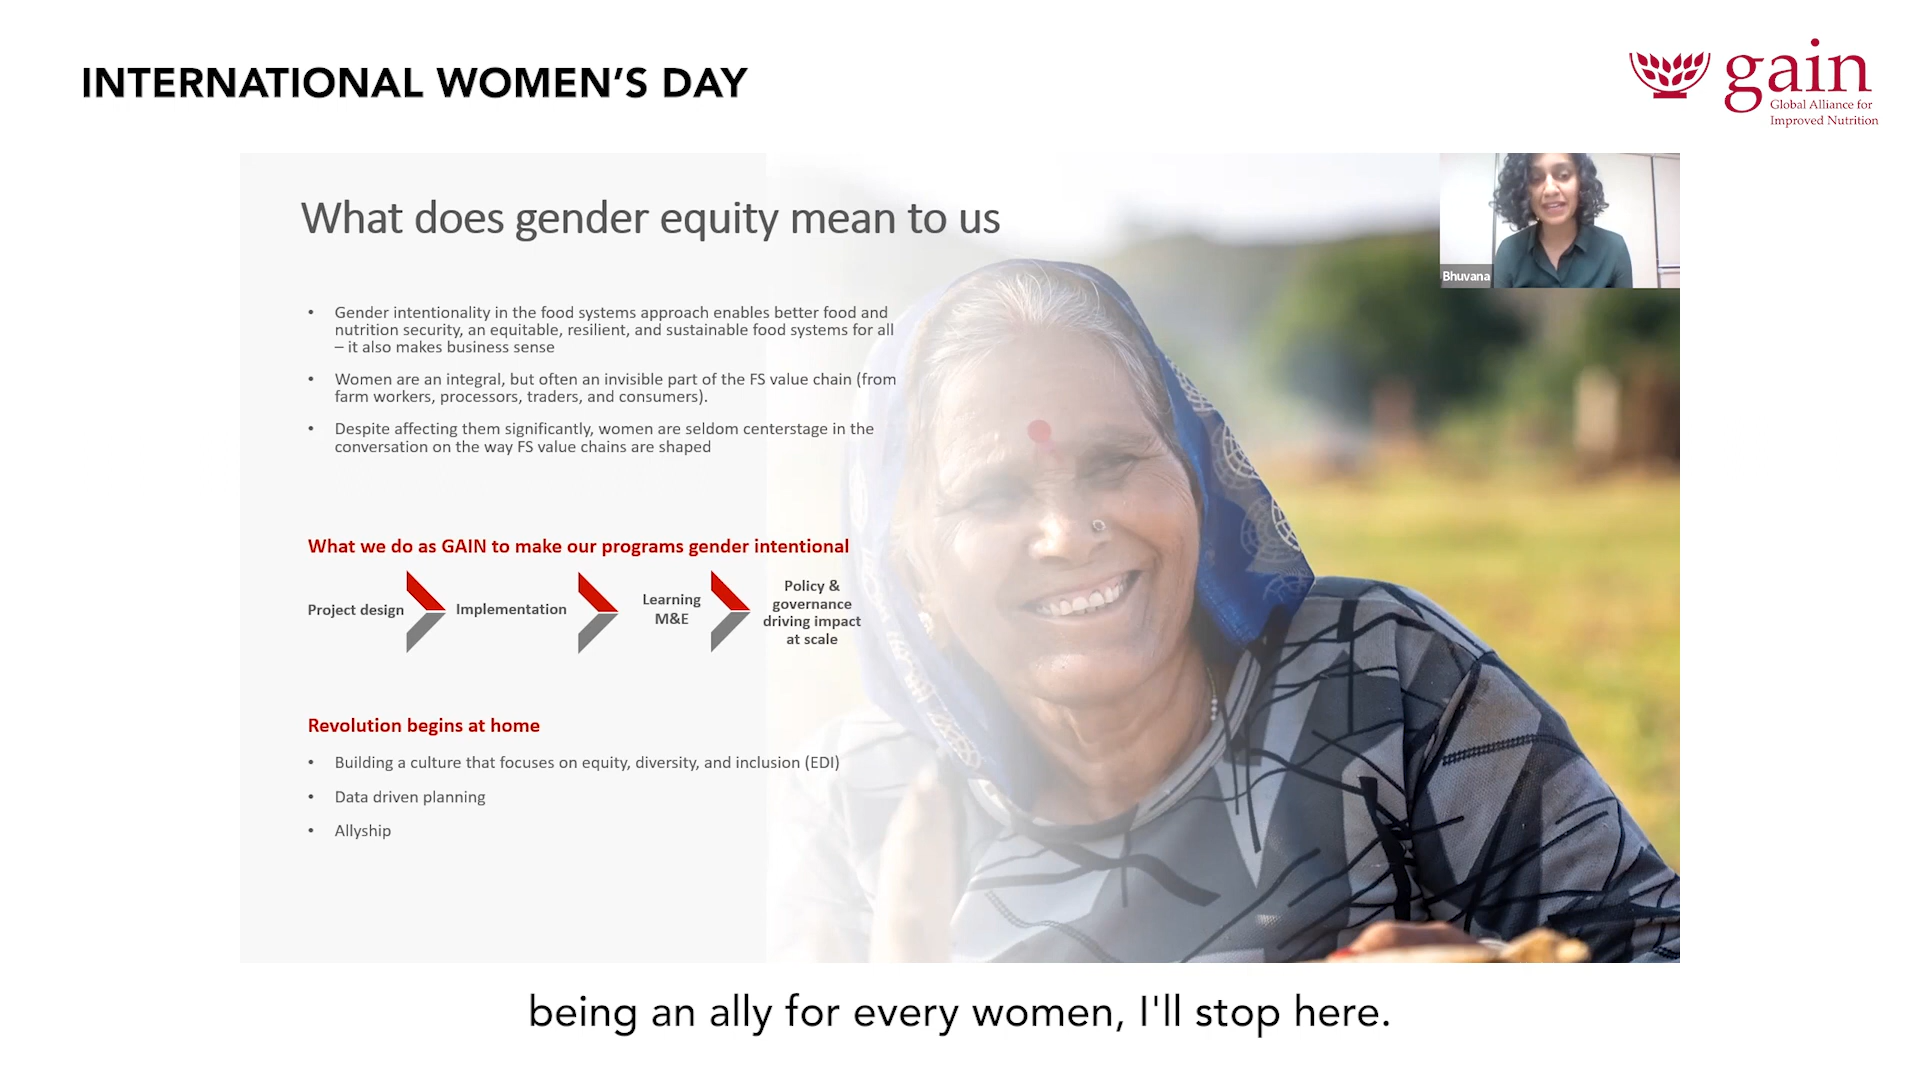 INTERNATIONAL WOMEN’S DAY
gain
Global Alliance for
Improved Nutrition
What does gender equity mean to us
Bhuvana
• Gender intentionality in the food systems approach enables better food and
nutrition security, an equitable, resilient, and sustainable food systems for all
– it also makes business sense
• Women are an integral, but often an invisible part of the FS value chain (from
farm workers, processors, traders, and consumers).
• Despite affecting them significantly, women are seldom centerstage in the
conversation on the way FS value chains are shaped
What we do as GAIN to make our programs gender intentional
Project design
Implementation
Learning
M&E
Policy &
governance
driving impact
at scale
Revolution begins at home
• Building a culture that focuses on equity, diversity, and inclusion (EDI)
• Data driven planning
• Allyship
being an ally for every women, I'll stop here.